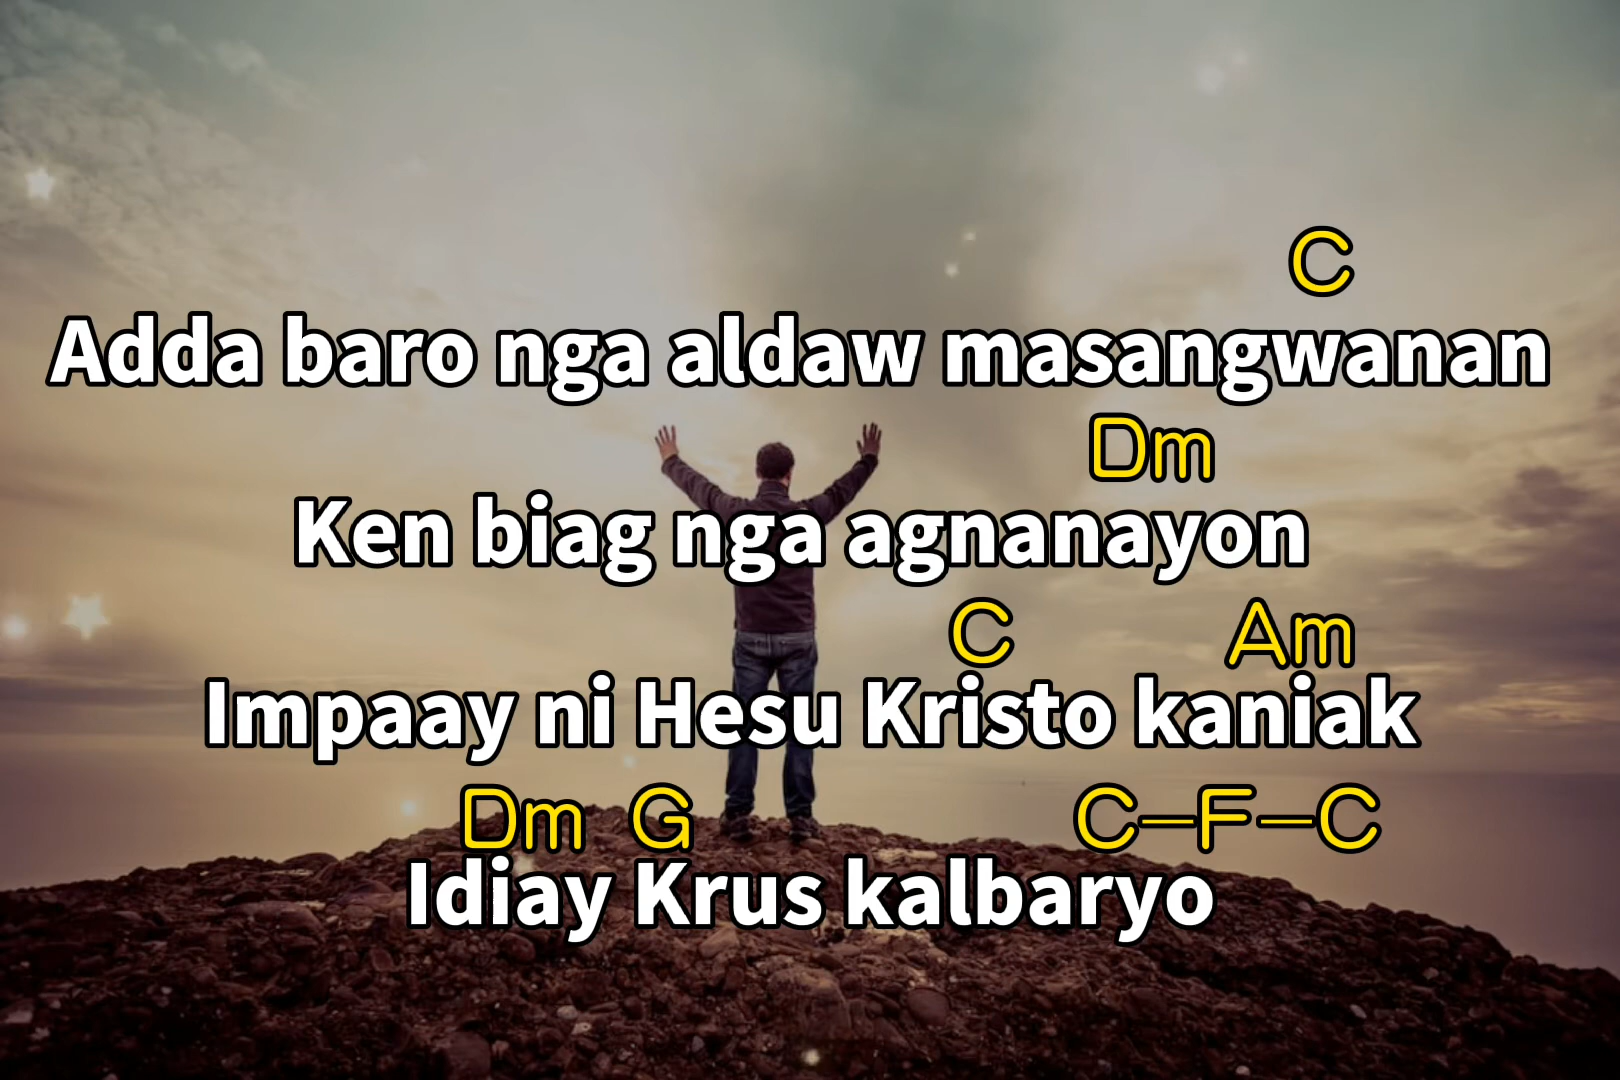 C
Adda baro nga aldaw masangwanan
Dm
Ken biag nga agnanayon
C Am
Impaay ni Hesu Kristo kaniak
Dm G C-F-C
Idiay Krus kalbaryo